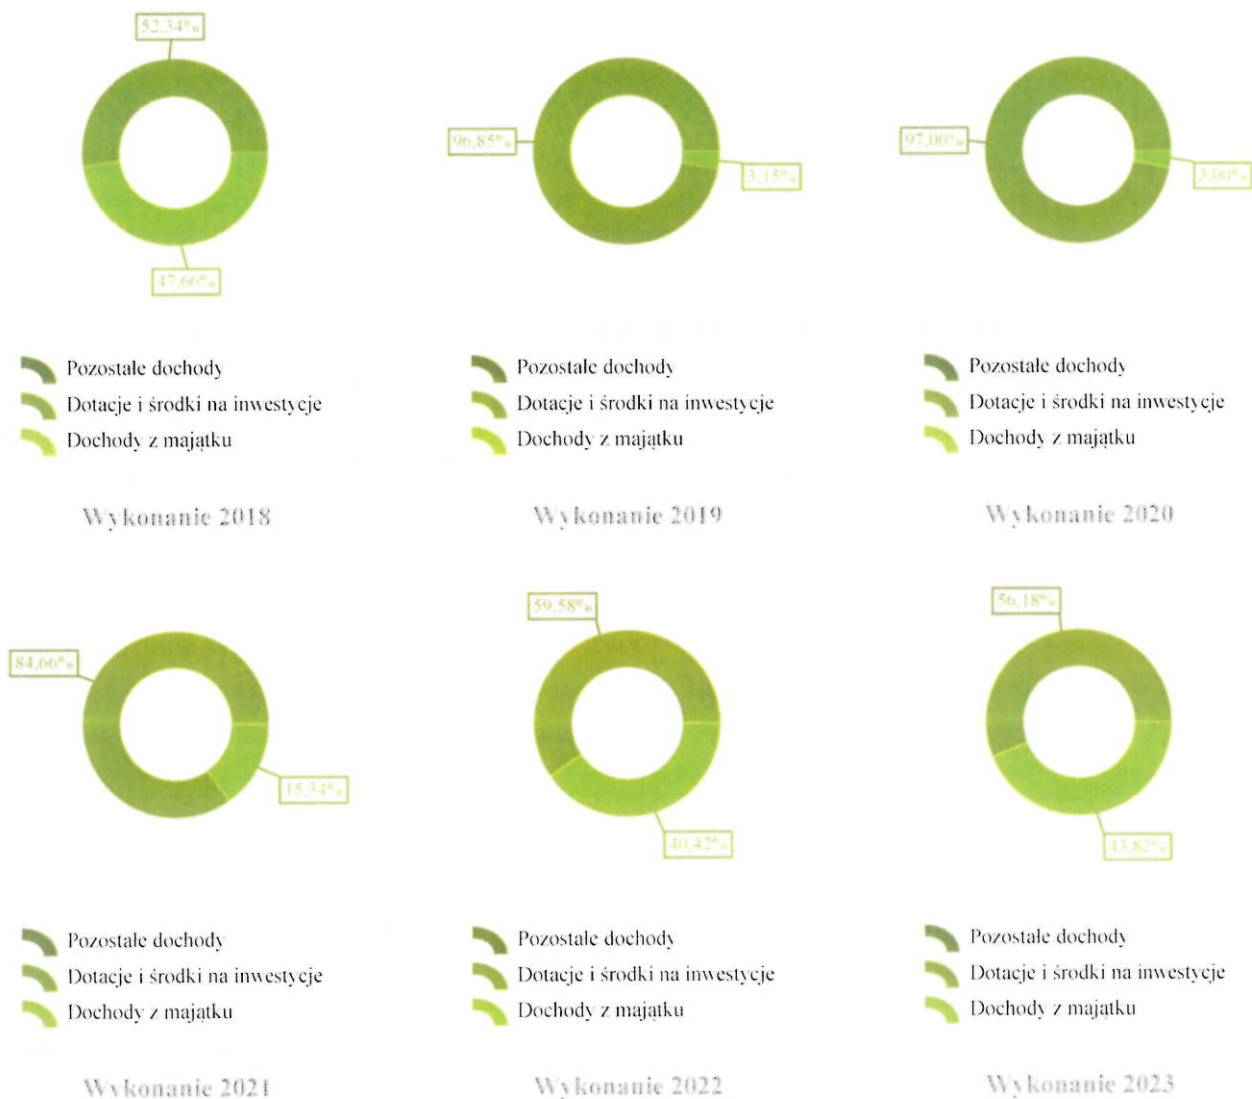 52,34%
47,66%
Pozostałe dochody
Dotacje i środki na inwestycje
Dochody z majątku
Wykonanie 2018
96,85%
3,15%
Pozostałe dochody
Dotacje i środki na inwestycje
Dochody z majątku
Wykonanie 2019
97,00%
3,00%
Pozostałe dochody
Dotacje i środki na inwestycje
Dochody z majątku
Wykonanie 2020
84,66%
15,34%
Pozostałe dochody
Dotacje i środki na inwestycje
Dochody z majątku
Wykonanie 2021
59,58%
40,42%
Pozostałe dochody
Dotacje i środki na inwestycje
Dochody z majątku
Wykonanie 2022
56,18%
43,82%
Pozostałe dochody
Dotacje i środki na inwestycje
Dochody z majątku
Wykonanie 2023